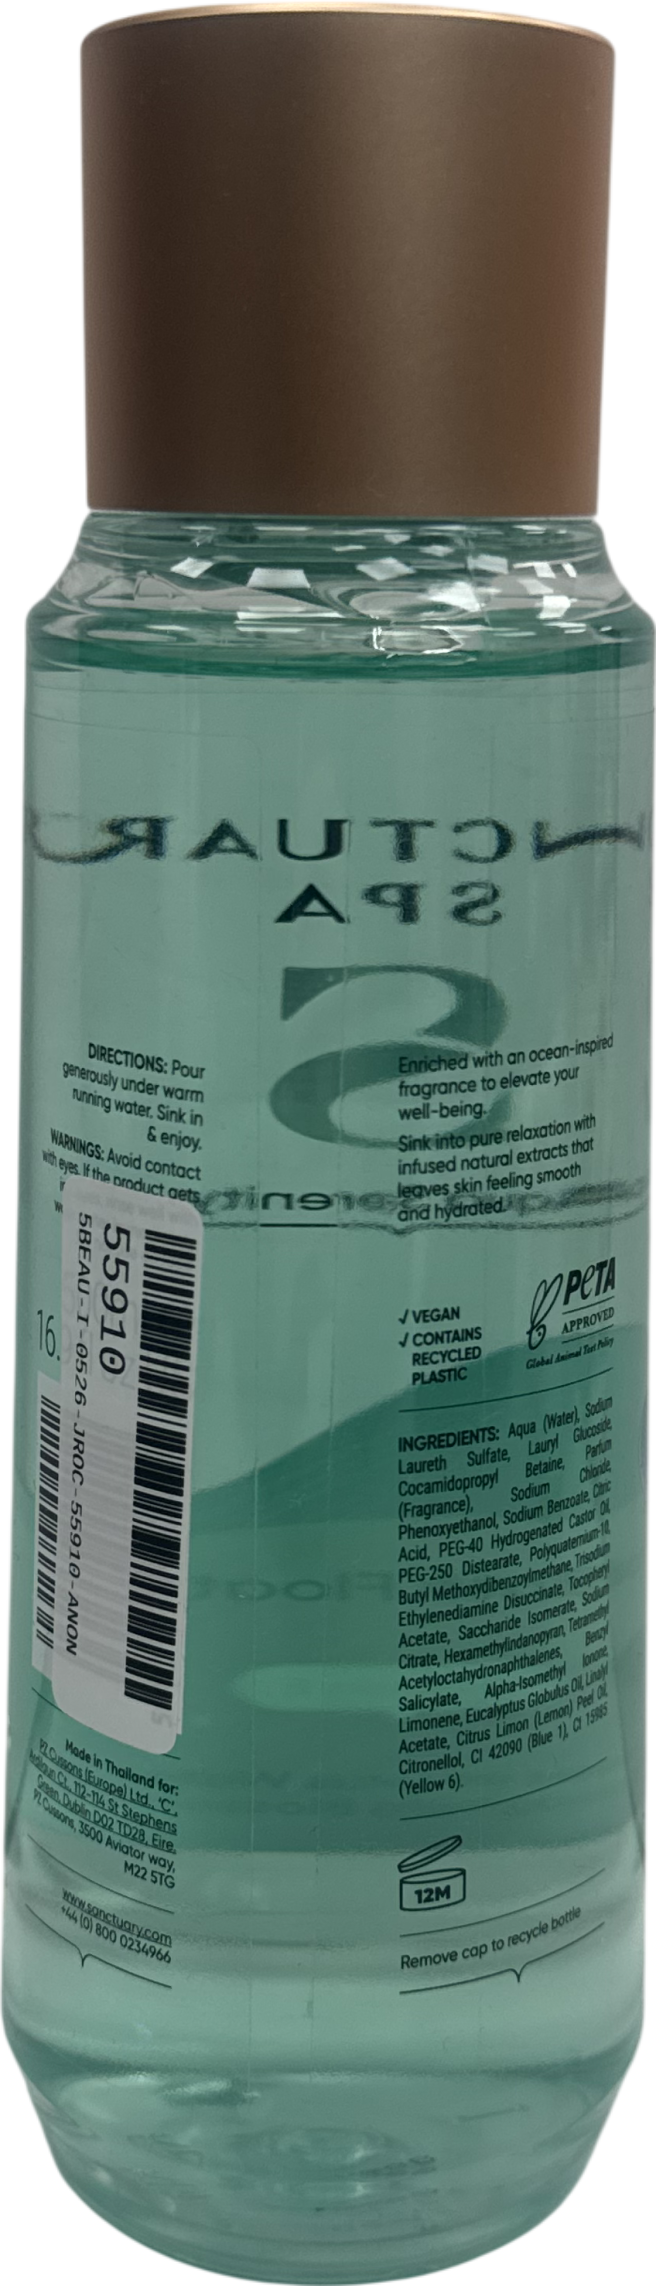 SANCTUARY
SPA
S
DIRECTIONS: Pour
generously under warm
running water. Sink in
& enjoy.
WARNINGS: Avoid contact
with eyes. If the product gets
Enriched with an ocean-inspired
fragrance to elevate your
well-being.
Sink into pure relaxation with
infused natural extracts that
leaves skin feeling smooth
and hydrated.
16.
55910
5BEAU-I-0526-JROC-55910-ANON
√ VEGAN
√ CONTAINS
RECYCLED
PLASTIC
PETA
APPROVED
Global Animal Test Policy
INGREDIENTS: Aqua (Water), Sodium
Laureth Sulfate, Lauryl Glucoside,
Cocamidopropyl Betaine, Parfum
(Fragrance), Sodium Chloride,
Phenoxyethanol, Sodium Benzoate, Citric
Acid, PEG-40 Hydrogenated Castor Oil,
PEG-250 Distearate, Polyquaternium-10,
Butyl Methoxydibenzoylmethane, Trisodium
Ethylenediamine Disuccinate, Tocopheryl
Acetate, Saccharide Isomerate, Sodium
Citrate, Hexamethylindanopyran, Tetramethyl
Acetyloctahydronaphthalenes, Benzyl
Salicylate, Alpha-Isomethyl Ionone,
Limonene, Eucalyptus Globulus Oil, Linalyl
Acetate, Citrus Limon (Lemon) Peel Oil,
Citronellol, CI 42090 (Blue 1), CI 15985
(Yellow 6).
Made in Thailand for:
PZ Cussons (Europe) Ltd., 'C',
Ardilaun Ct., 112-114 St Stephens
Green, Dublin D02 TD28, Eire.
PZ Cussons, 3500 Aviator way,
M22 5TG
www.sanctuary.com
+44 (0) 800 0234966
12M
Remove cap to recycle bottle